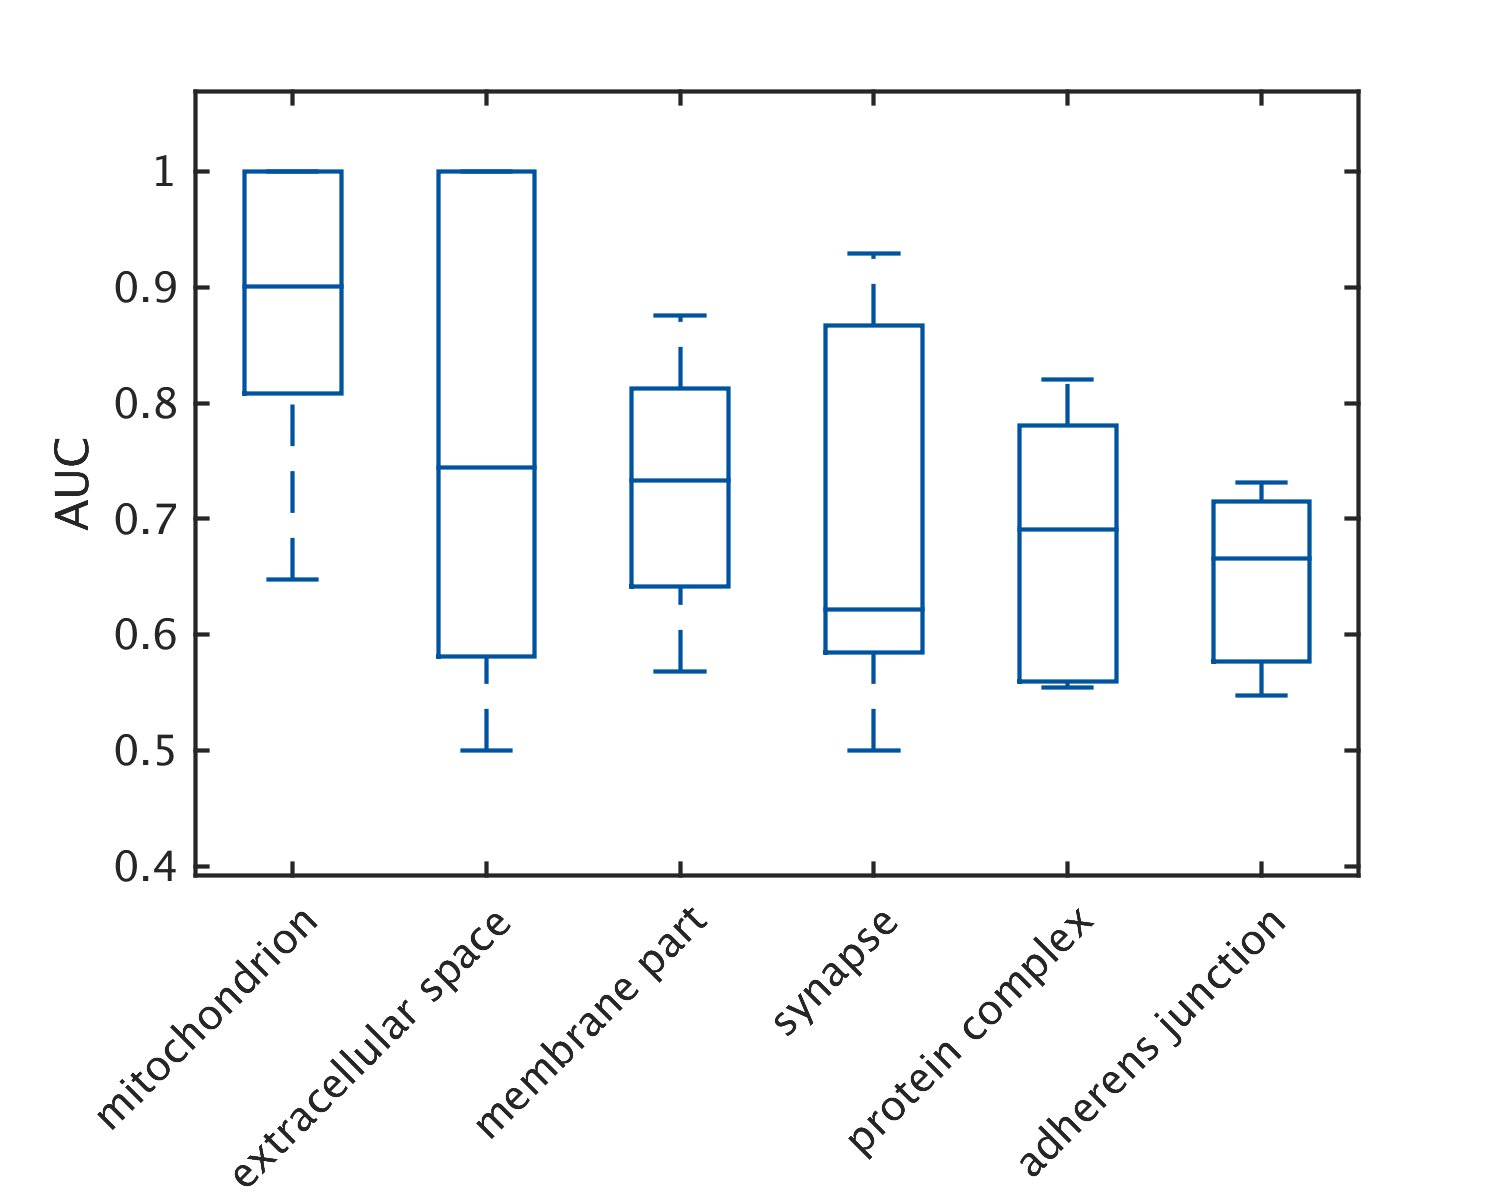 1
0.9
0.8
0.7
0.6
0.5
0.4
AUC
mitochondrion
extracellular space
membrane part
synapse
protein complex
adherens junction